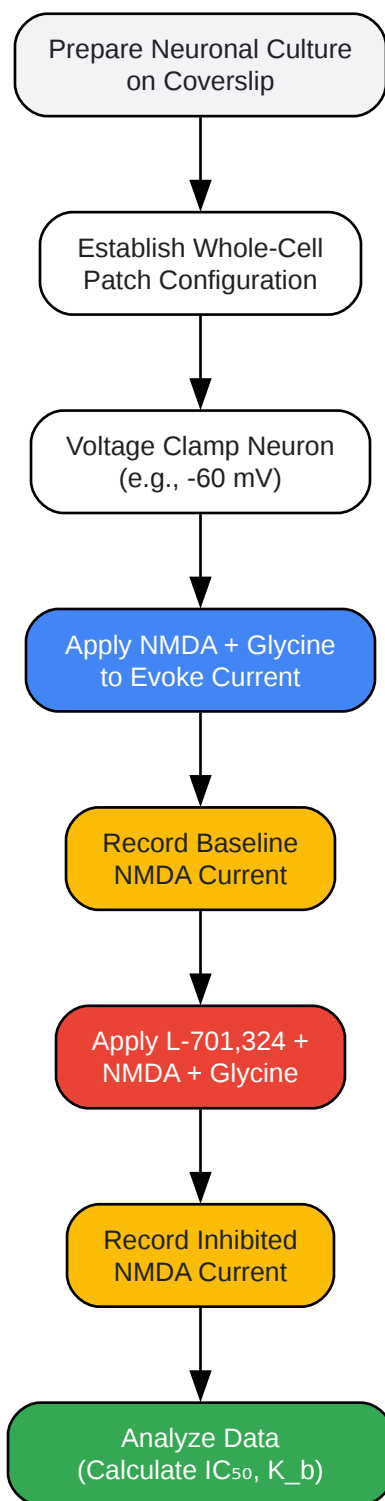 Prepare Neuronal Culture
on Coverslip
Establish Whole-Cell
Patch Configuration
Voltage Clamp Neuron
(e.g., -60 mV)
Apply NMDA + Glycine
to Evoke Current
Record Baseline
NMDA Current
Apply L-701,324 +
NMDA + Glycine
Record Inhibited
NMDA Current
Analyze Data
(Calculate IC₅₀, K_b)